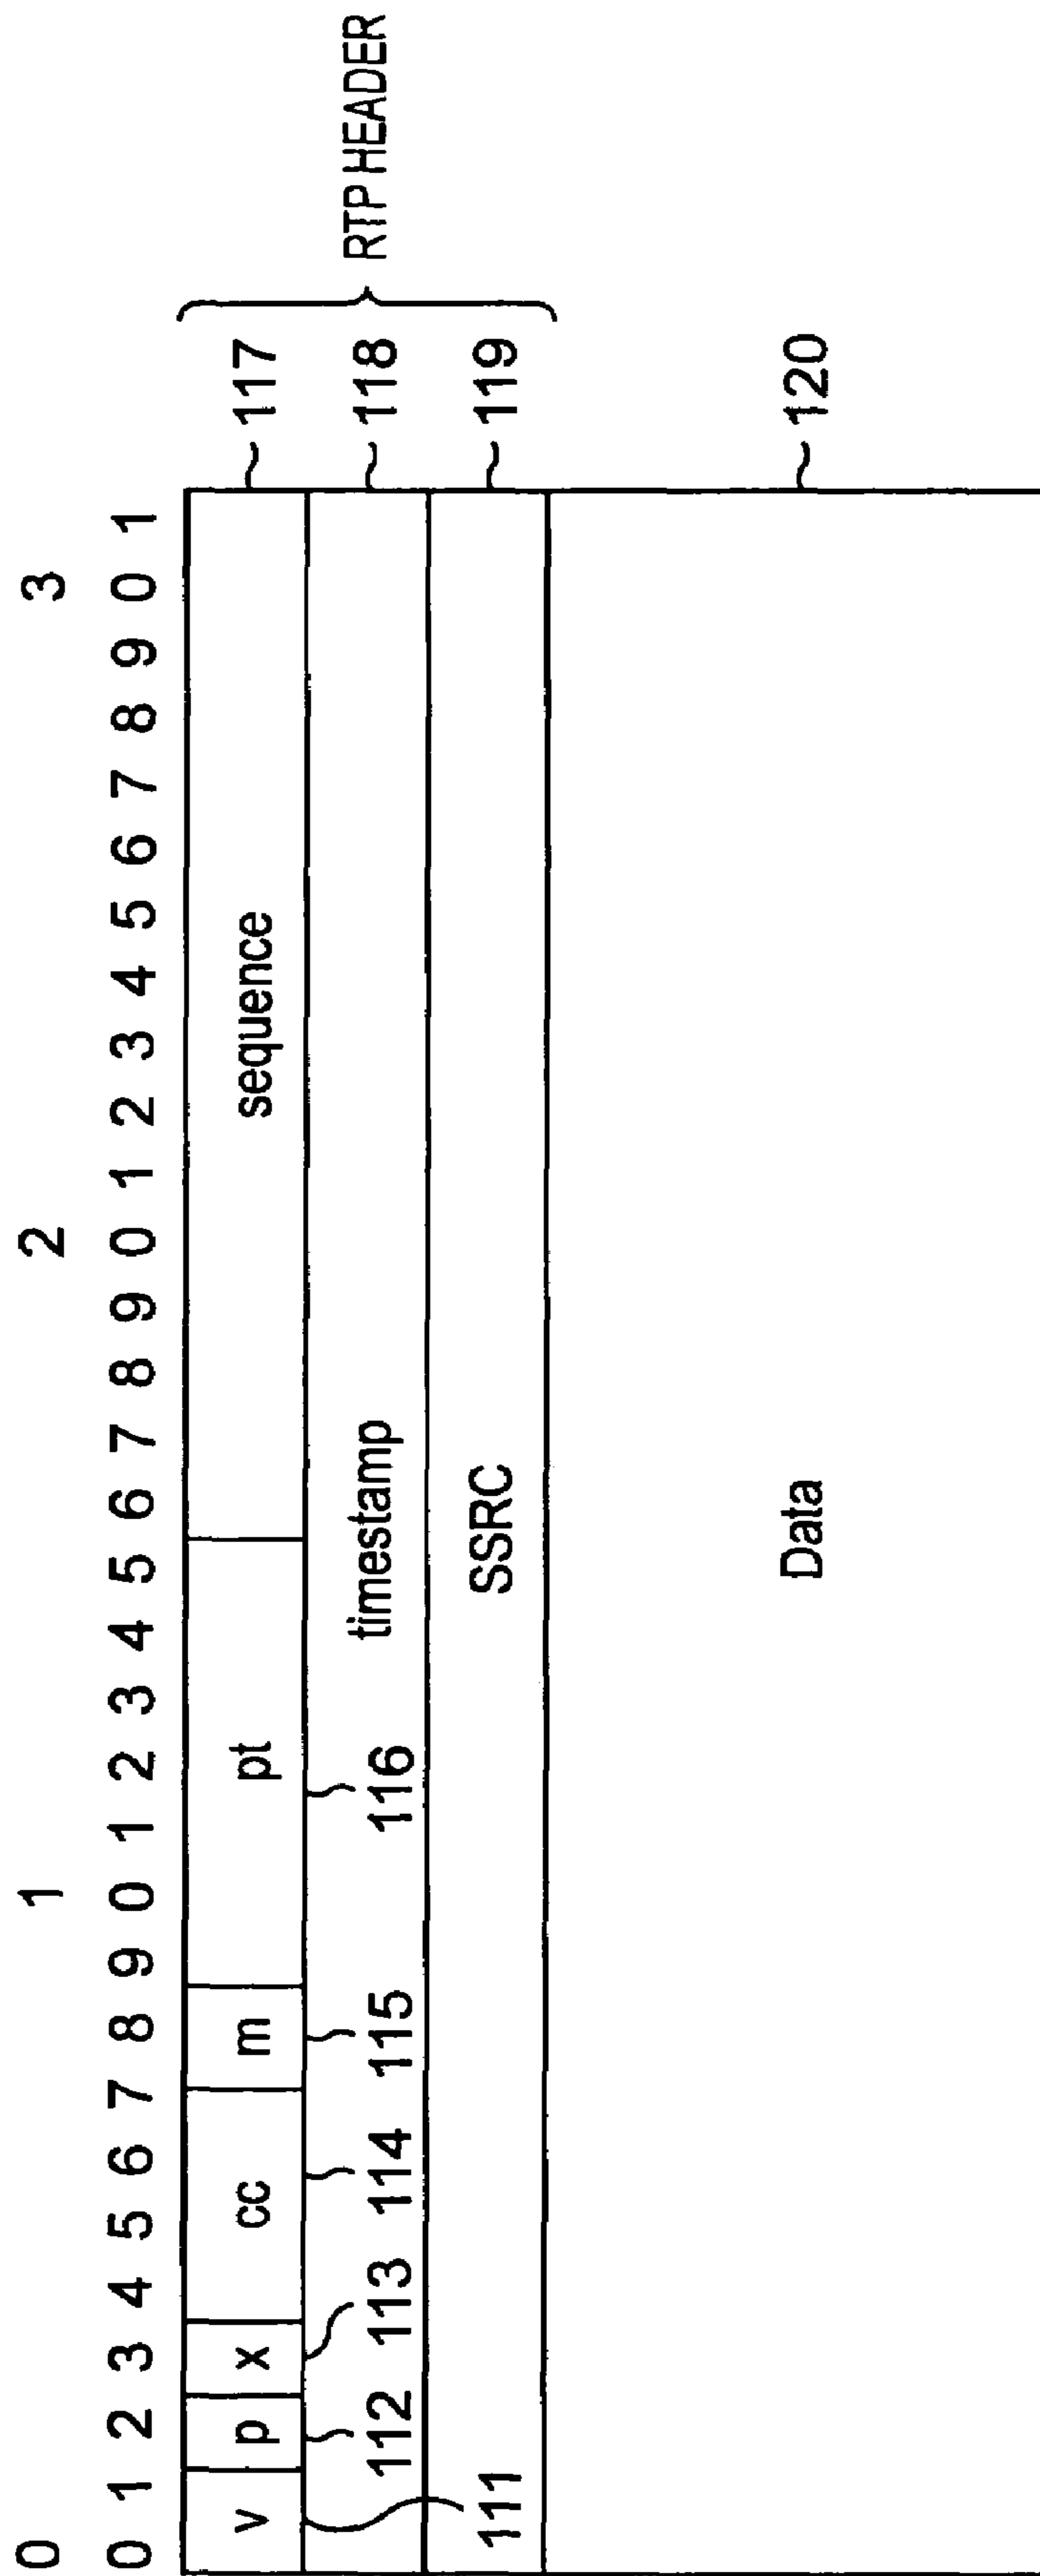 0 1 2 3
0 1 2 3 4 5 6 7 8 9 0 1 2 3 4 5 6 7 8 9 0 1 2 3 4 5 6 7 8 9 0 1
v p x cc m pt sequence 117
111 112 113 114 115 116 timestamp 118
SSRC 119
RTP HEADER
Data 120